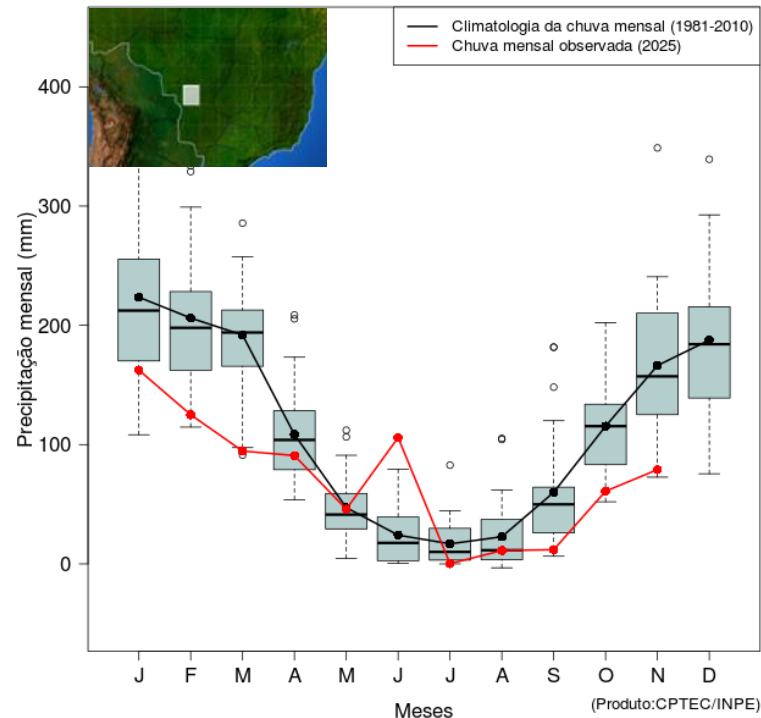 Climatologia da chuva mensal (1981-2010)
Chuva mensal observada (2025)
Precipitação mensal (mm)
400
300
200
100
0
J F M A M J J A S O N D
Meses
(Produto:CPTEC/INPE)